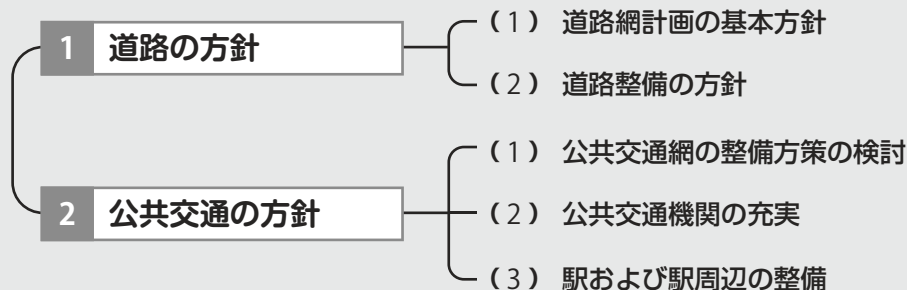 1 道路の方針
（1） 道路網計画の基本方針
（2） 道路整備の方針
2 公共交通の方針
（1） 公共交通網の整備方策の検討
（2） 公共交通機関の充実
（3） 駅および駅周辺の整備